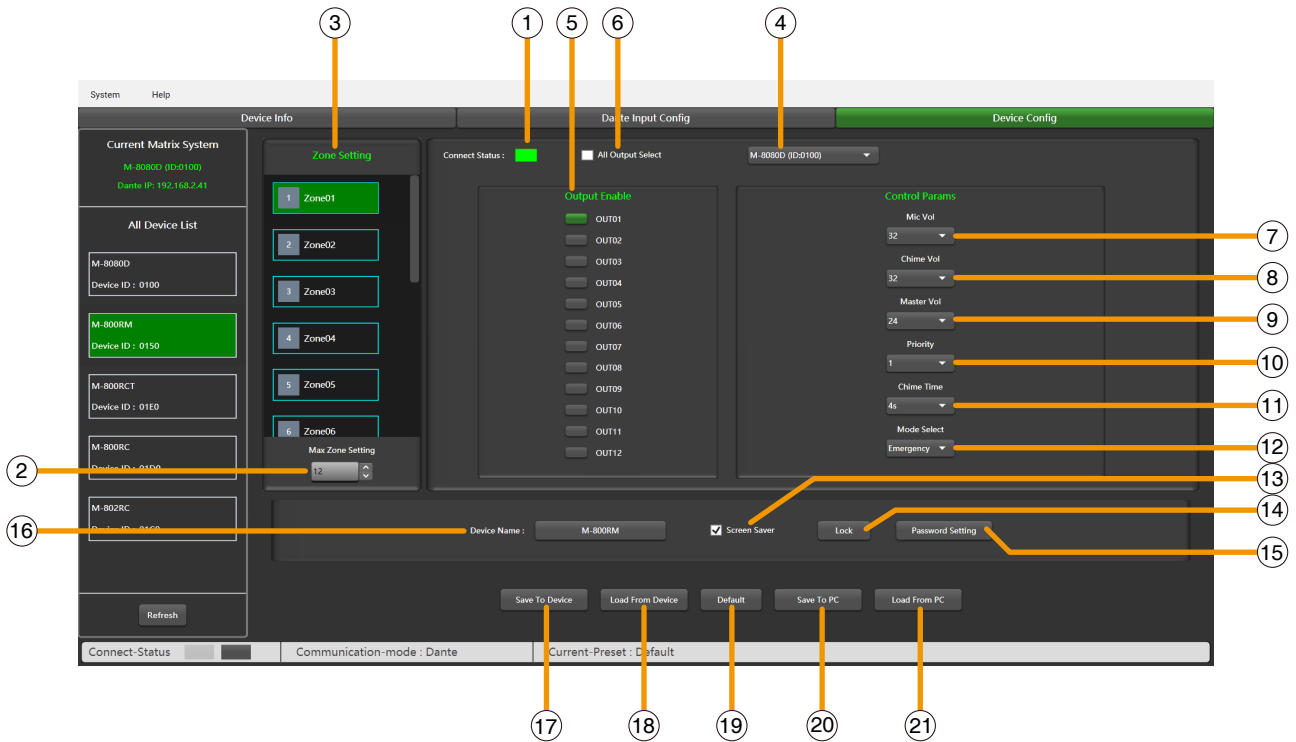 3
1
5
6
4
System Help
Device Info Dante Input Config Device Config
Current Matrix System
M-8080D (ID:0100)
Dante IP: 192.168.2.41
All Device List
M-8080D
Device ID : 0100
M-800RM
Device ID : 0150
M-800RCT
Device ID : 01E0
M-800RC
Device ID : 01D0
M-802RC
Device ID : 01C0
Refresh
Zone Setting
1 Zone01
2 Zone02
3 Zone03
4 Zone04
5 Zone05
6 Zone06
Max Zone Setting
12
Connect Status :
All Output Select
M-8080D (ID:0100)
Output Enable
OUT01
OUT02
OUT03
OUT04
OUT05
OUT06
OUT07
OUT08
OUT09
OUT10
OUT11
OUT12
Control Params
Mic Vol
32
Chime Vol
32
Master Vol
24
Priority
1
Chime Time
4s
Mode Select
Emergency
7
8
9
10
11
12
13
14
15
2
16
Device Name : M-800RM Screen Saver Lock Password Setting
Save To Device Load From Device Default Save To PC Load From PC
Connect-Status Communication-mode : Dante Current-Preset : Default
17
18
19
20
21